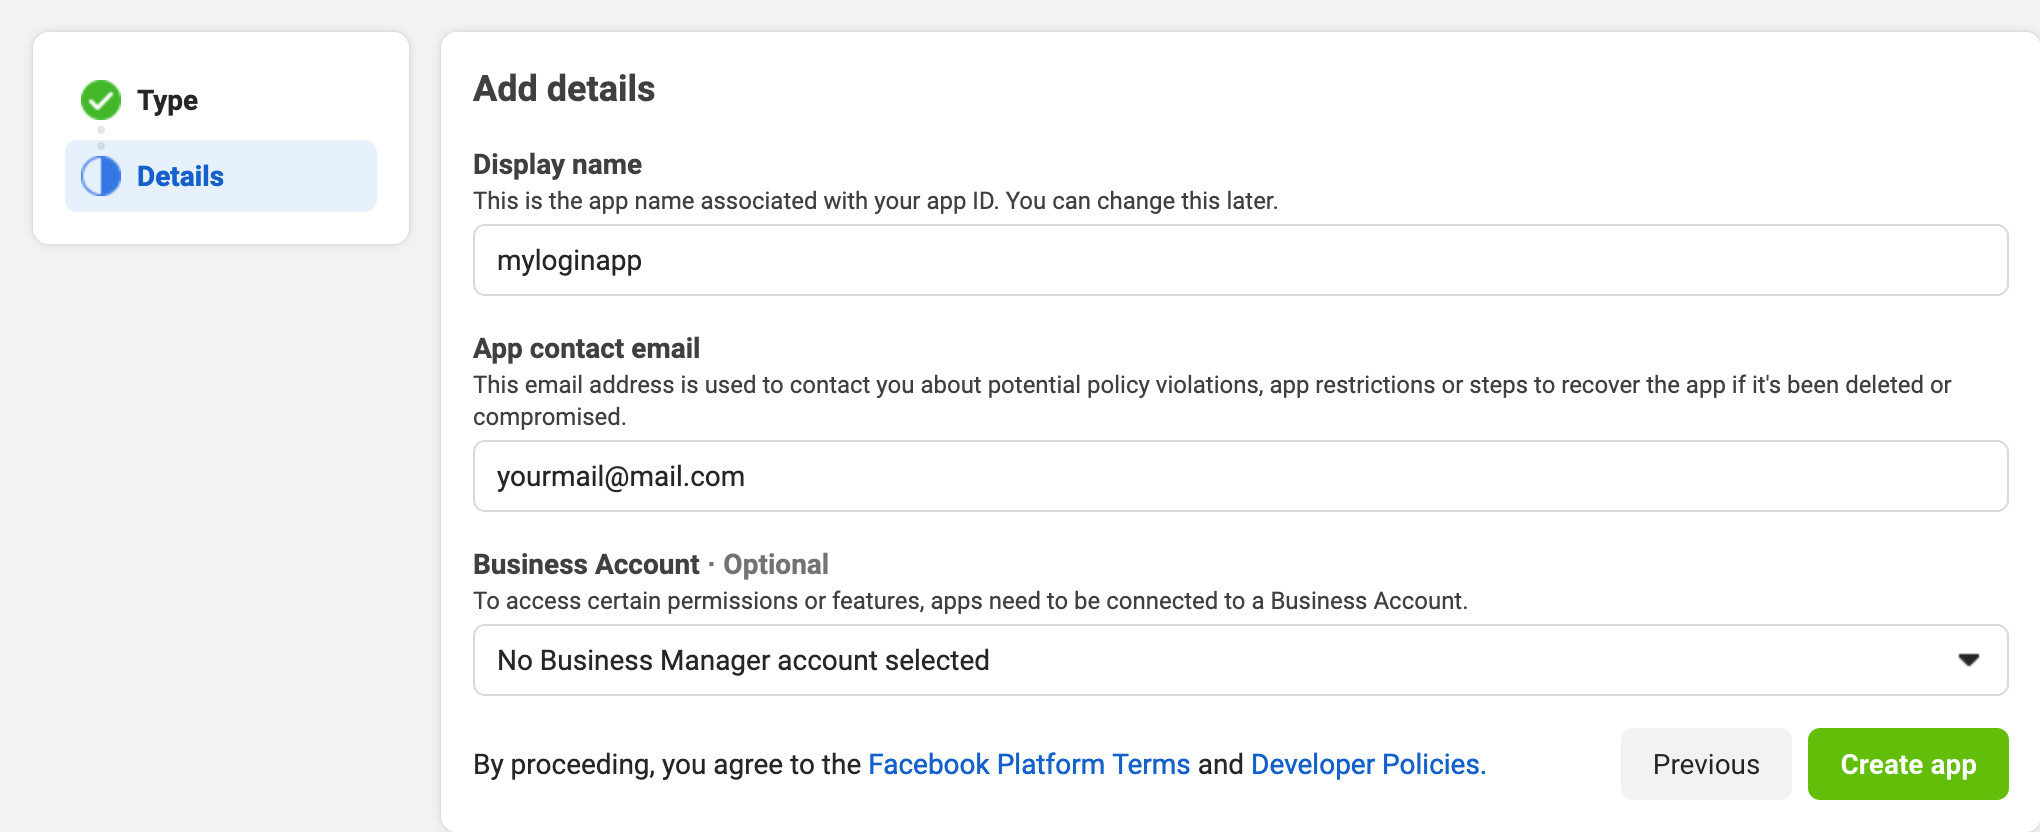 Type
Details
Add details
Display name
This is the app name associated with your app ID. You can change this later.
myloginapp
App contact email
This email address is used to contact you about potential policy violations, app restrictions or steps to recover the app if it's been deleted or
compromised.
yourmail@mail.com
Business Account · Optional
To access certain permissions or features, apps need to be connected to a Business Account.
No Business Manager account selected
By proceeding, you agree to the Facebook Platform Terms and Developer Policies.
Previous
Create app